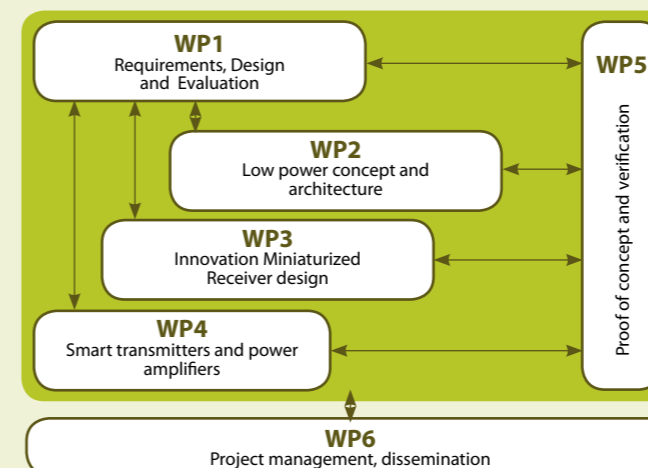 WP1
Requirements, Design
and Evaluation
WP5
Proof of concept and verification
WP2
Low power concept and
architecture
WP3
Innovation Miniaturized
Receiver design
WP4
Smart transmitters and power
amplifiers
WP6
Project management, dissemination